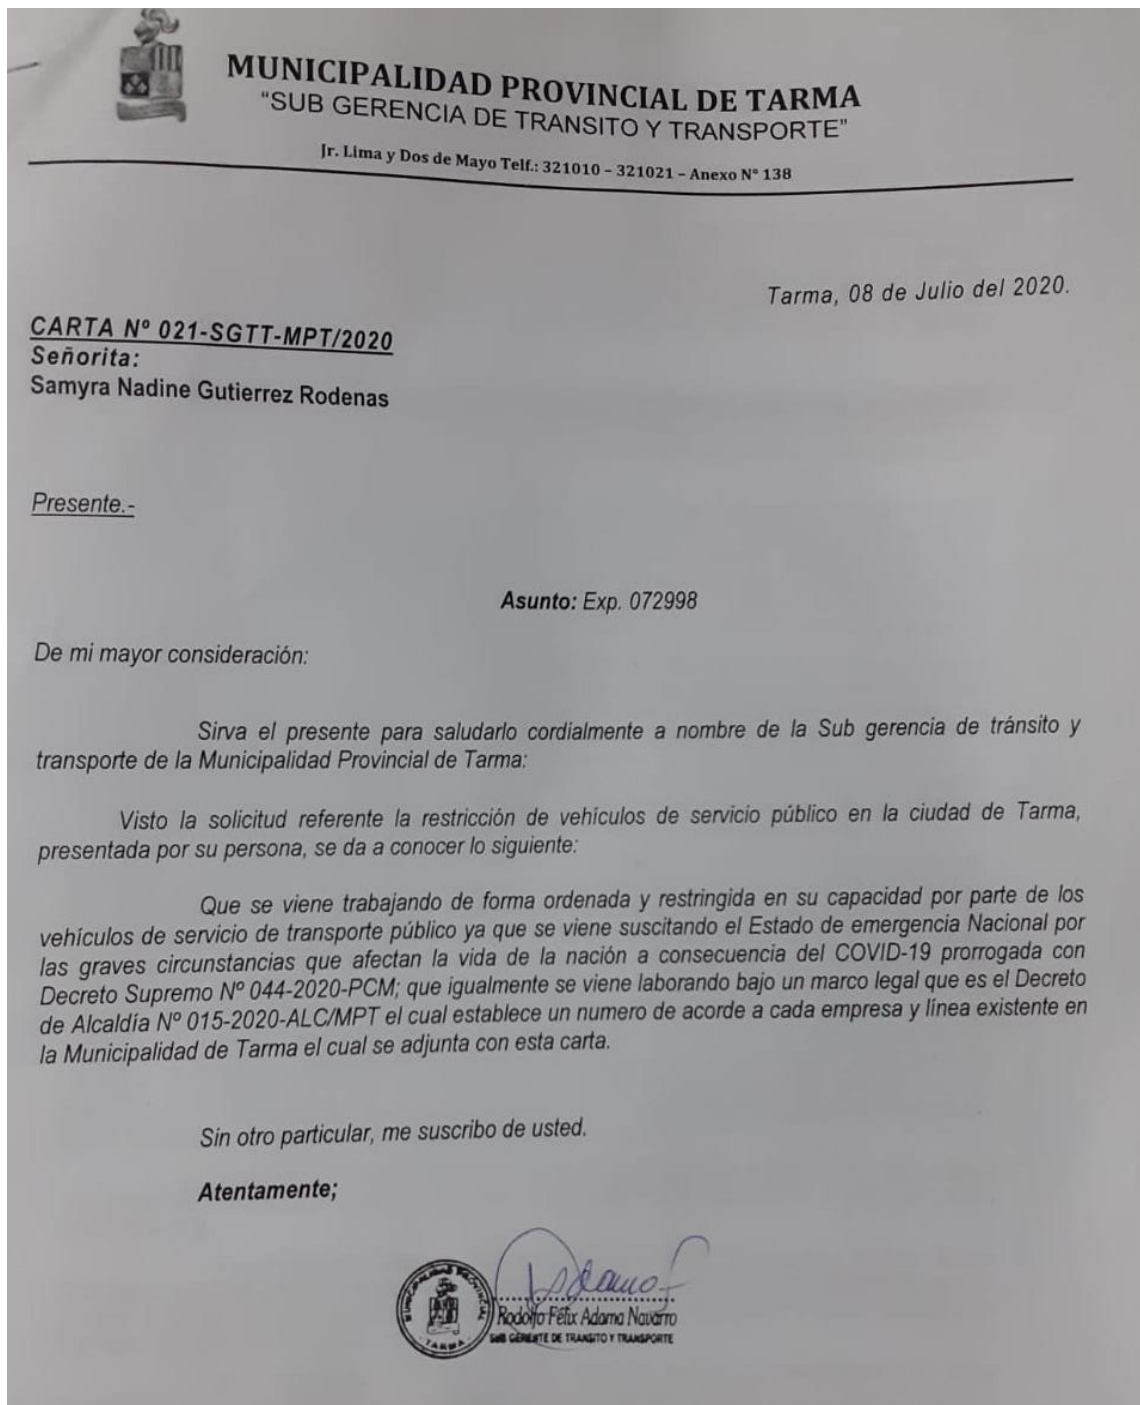 MUNICIPALIDAD PROVINCIAL DE TARMA
“SUB GERENCIA DE TRANSITO Y TRANSPORTE”
Jr. Lima y Dos de Mayo Telf.: 321010 – 321021 – Anexo N° 138
Tarma, 08 de Julio del 2020.
CARTA Nº 021-SGTT-MPT/2020
Señorita:
Samyra Nadine Gutierrez Rodenas
Presente.-
Asunto: Exp. 072998
De mi mayor consideración:
Sirva el presente para saludarlo cordialmente a nombre de la Sub gerencia de tránsito y
transporte de la Municipalidad Provincial de Tarma:
Visto la solicitud referente la restricción de vehículos de servicio público en la ciudad de Tarma,
presentada por su persona, se da a conocer lo siguiente:
Que se viene trabajando de forma ordenada y restringida en su capacidad por parte de los
vehículos de servicio de transporte público ya que se viene suscitando el Estado de emergencia Nacional por
las graves circunstancias que afectan la vida de la nación a consecuencia del COVID-19 prorrogada con
Decreto Supremo Nº 044-2020-PCM; que igualmente se viene laborando bajo un marco legal que es el Decreto
de Alcaldía Nº 015-2020-ALC/MPT el cual establece un numero de acorde a cada empresa y línea existente en
la Municipalidad de Tarma el cual se adjunta con esta carta.
Sin otro particular, me suscribo de usted.
Atentamente;
MUNICIPALIDAD PROVINCIAL
TARMA
Rodolfo Félix Adama Navarro
SUB GERENTE DE TRANSITO Y TRANSPORTE